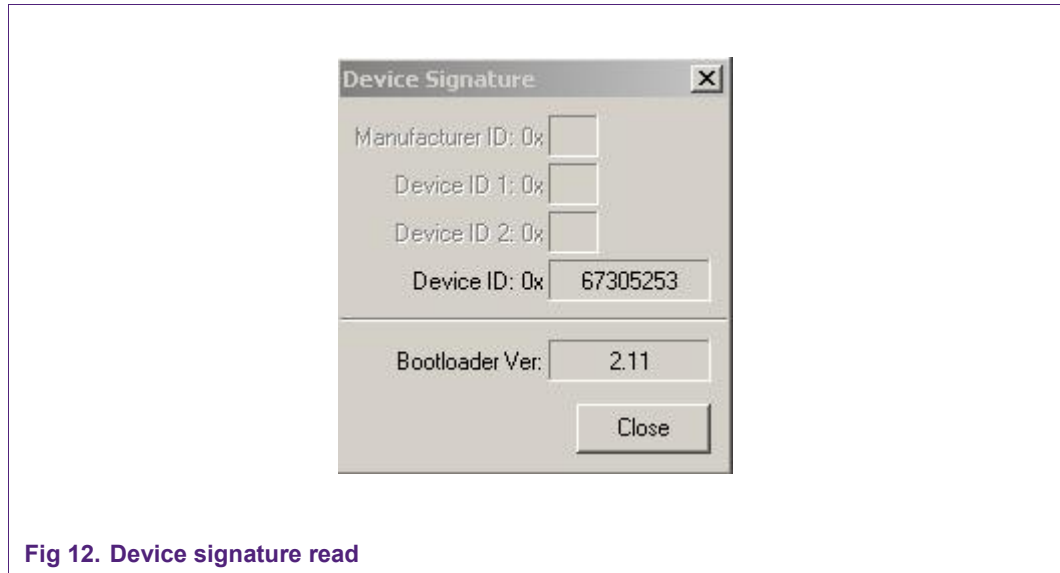 Device Signature
Manufacturer ID: 0x
Device ID 1: 0x
Device ID 2: 0x
Device ID: 0x 67305253
Bootloader Ver: 2.11
Close
Fig 12. Device signature read